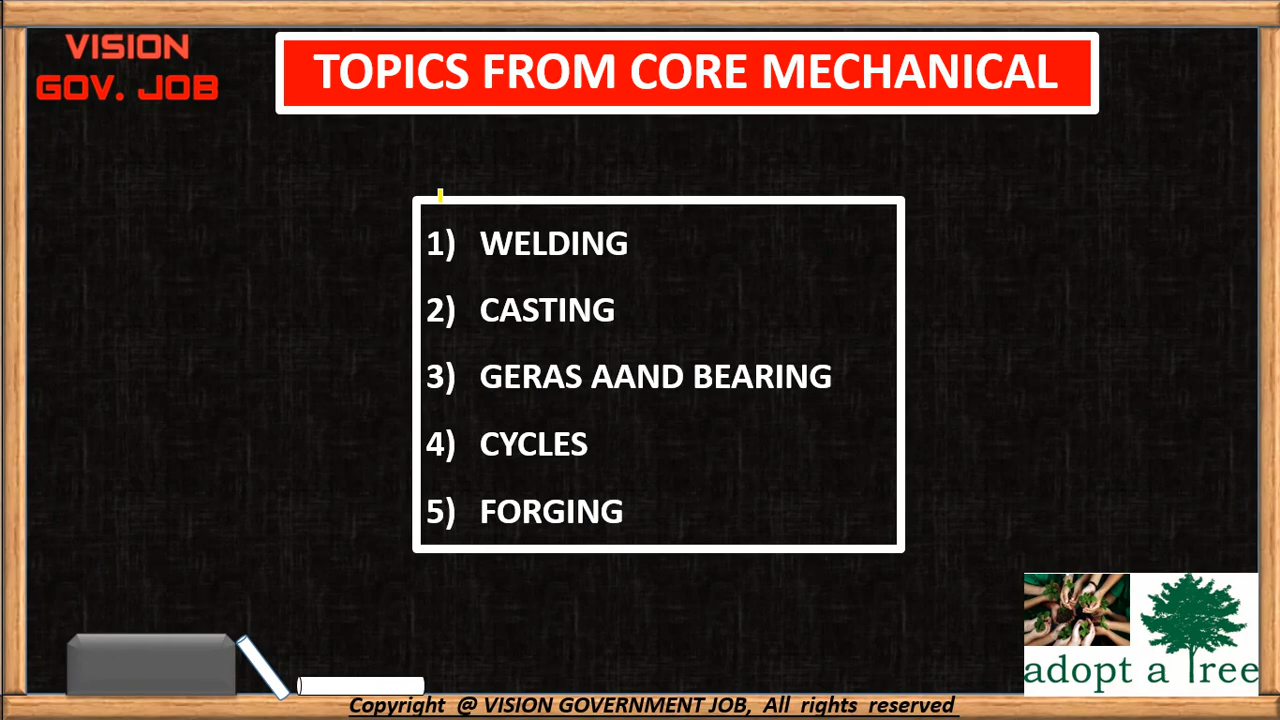 VISION
GOV. JOB
TOPICS FROM CORE MECHANICAL
1) WELDING
2) CASTING
3) GERAS AAND BEARING
4) CYCLES
5) FORGING
adopt a Tree
Copyright @ VISION GOVERNMENT JOB, All rights reserved